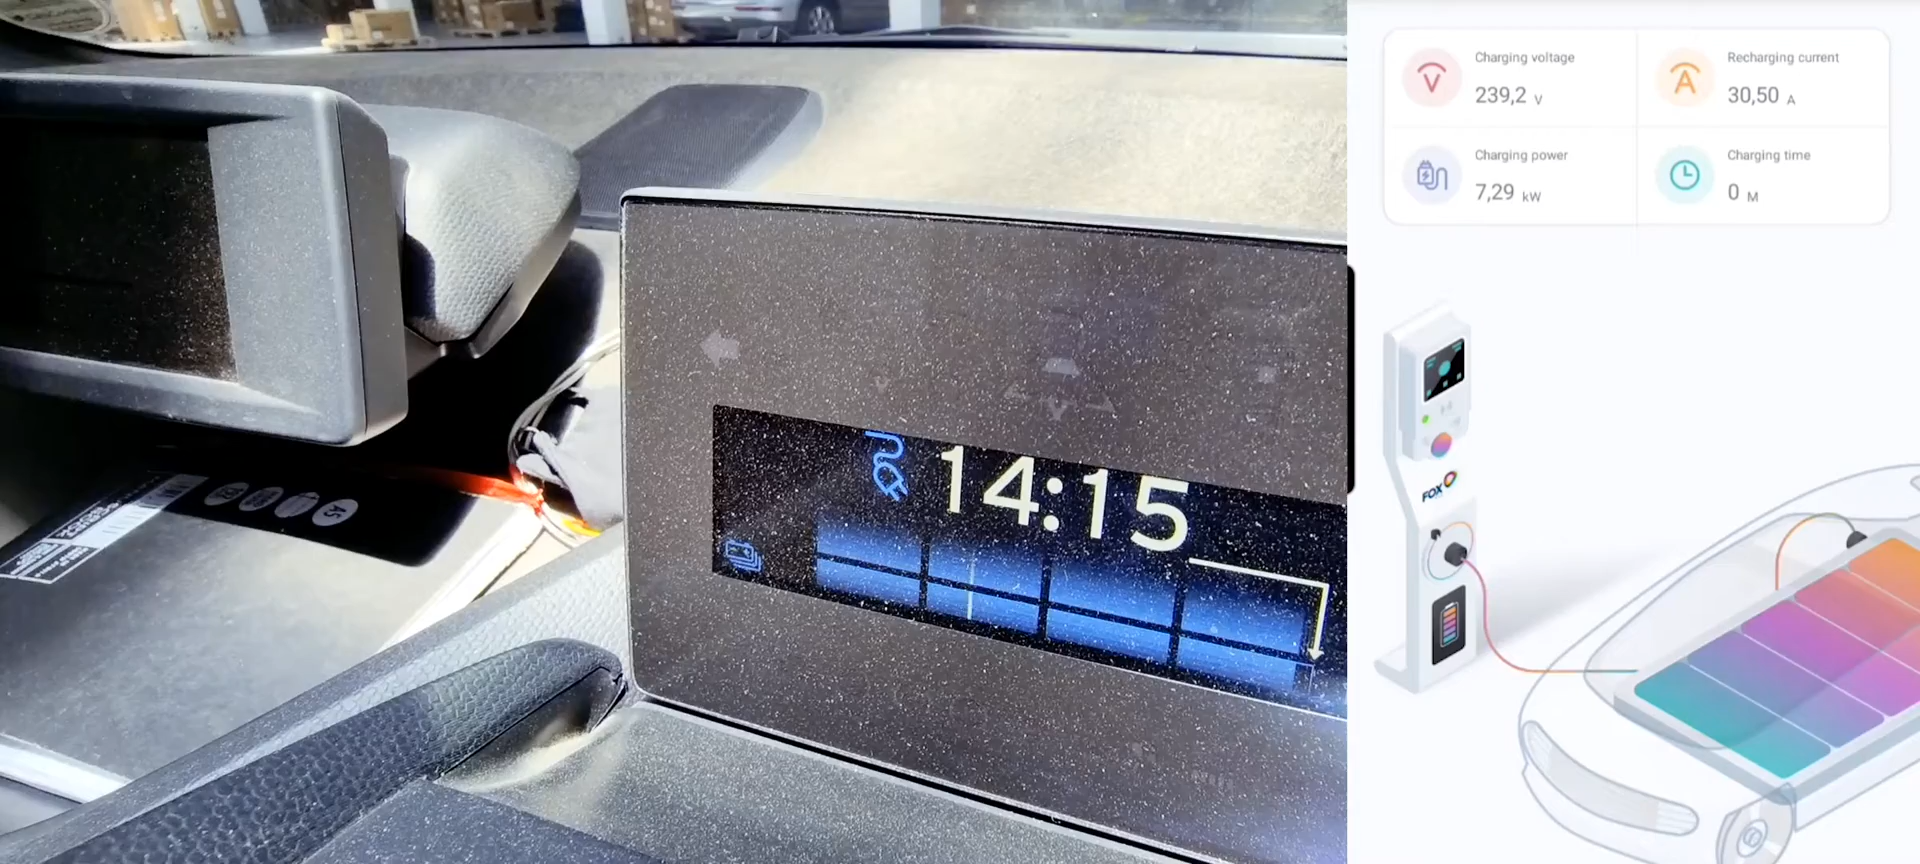 14:15
Charging voltage
239,2 V
Recharging current
30,50 A
Charging power
7,29 kW
Charging time
0 M
FOX